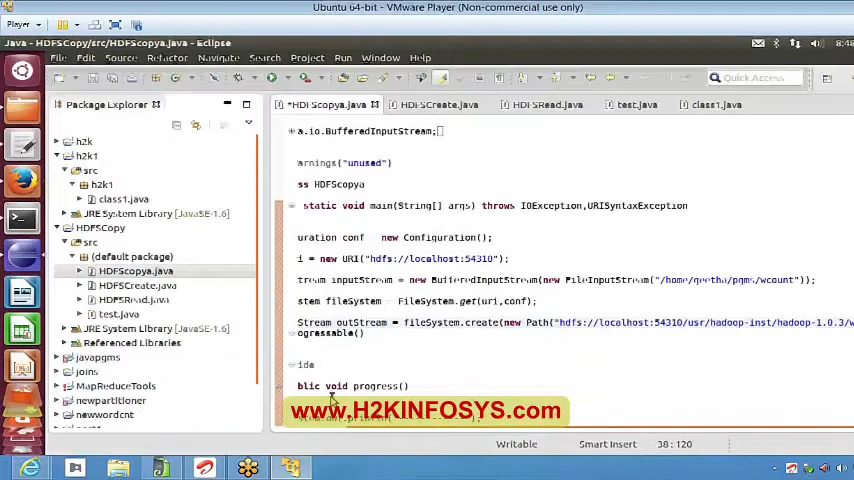 Ubuntu 64-bit - VMware Player (Non-commercial use only)
Player
Java - HDFSCopy/src/HDFScopya.java - Eclipse
8:48
File Edit Source Refactor Navigate Search Project Run Window Help
Quick Access
Package Explorer
*HDFScopya.java
HDFSCreate.java
HDFSRead.java
test.java
class1.java
h2k
h2k1
src
h2k1
class1.java
JRE System Library [JavaSE-1.6]
HDFSCopy
src
(default package)
HDFScopya.java
HDFSCreate.java
HDFSRead.java
test.java
JRE System Library [JavaSE-1.6]
Referenced Libraries
javapgms
joins
MapReduceTools
newpartitioner
newwordcnt
a.io.BufferedInputStream;
arnings("unused")
ss HDFScopya
static void main(String[] args) throws IOException,URISyntaxException
uration conf = new Configuration();
i = new URI("hdfs://localhost:54310");
tream inputStream = new BufferedInputStream(new FileInputStream("/home/geetha/pgms/wcount"));
stem fileSystem = FileSystem.get(uri,conf);
Stream outStream = fileSystem.create(new Path("hdfs://localhost:54310/usr/hadoop-inst/hadoop-1.0.3/w
ogressable()
ide
blic void progress()
www.H2KINFOSYS.com
Writable
Smart Insert
38 : 120